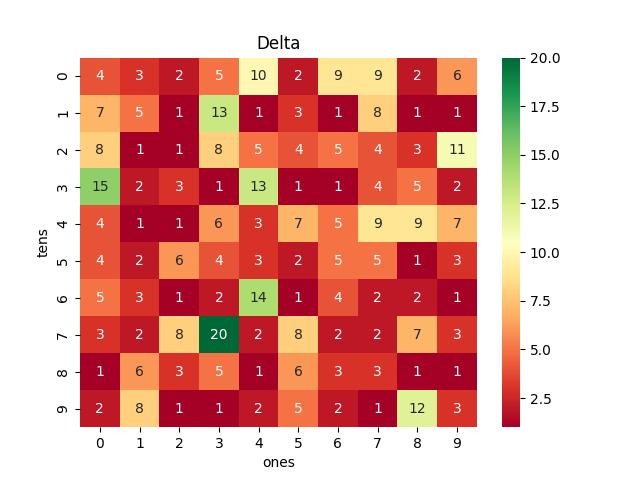 Delta
0 4 3 2 5 10 2 9 9 2 6
1 7 5 1 13 1 3 1 8 1 1
2 8 1 1 8 5 4 5 4 3 11
3 15 2 3 1 13 1 1 4 5 2
4 4 1 1 6 3 7 5 9 9 7
5 4 2 6 4 3 2 5 5 1 3
6 5 3 1 2 14 1 4 2 2 1
7 3 2 8 20 2 8 2 2 7 3
8 1 6 3 5 1 6 3 3 1 1
9 2 8 1 1 2 5 2 1 12 3
0 1 2 3 4 5 6 7 8 9
ones
tens
20.0
17.5
15.0
12.5
10.0
7.5
5.0
2.5